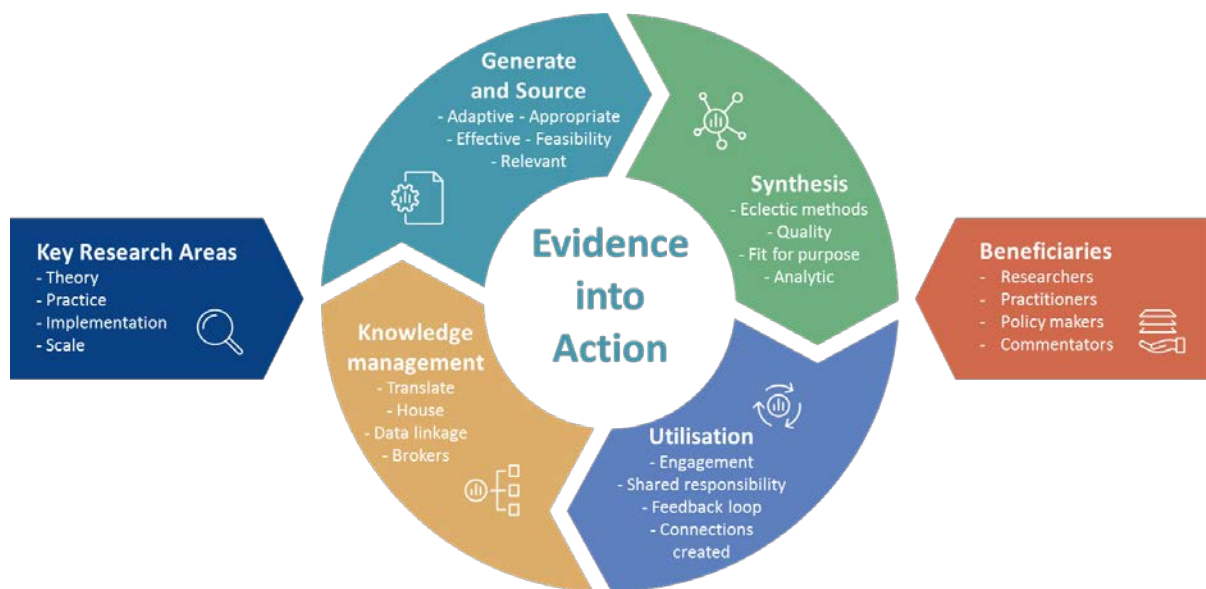 Generate
and Source
- Adaptive - Appropriate
- Effective - Feasibility
- Relevant
Synthesis
- Eclectic methods
- Quality
- Fit for purpose
- Analytic
Key Research Areas
- Theory
- Practice
- Implementation
- Scale
Evidence
into
Action
Beneficiaries
- Researchers
- Practitioners
- Policy makers
- Commentators
Knowledge
management
- Translate
- House
- Data linkage
- Brokers
Utilisation
- Engagement
- Shared responsibility
- Feedback loop
- Connections
created